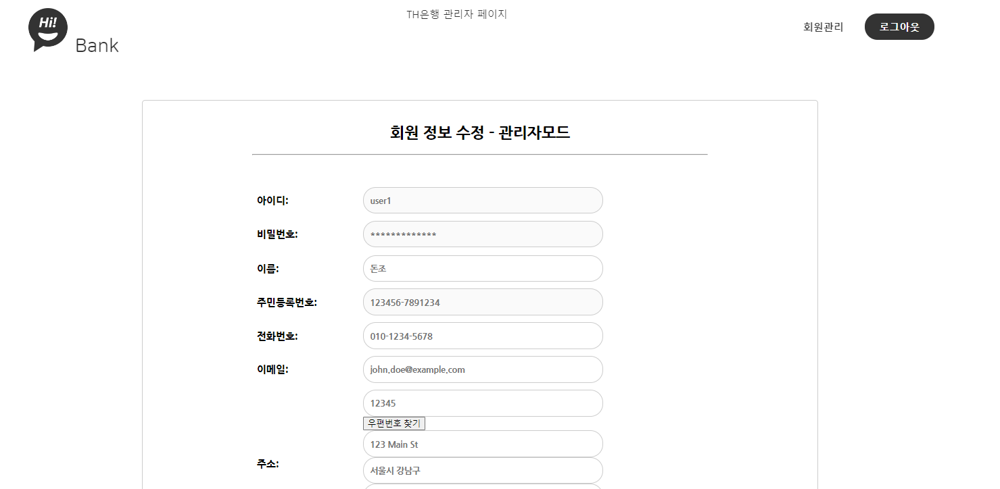 Hi!
Bank
TH은행 관리자 페이지
회원관리
로그아웃
회원 정보 수정 - 관리자모드
아이디:
user1
비밀번호:
*************
이름:
돈조
주민등록번호:
123456-7891234
전화번호:
010-1234-5678
이메일:
john.doe@example.com
12345
우편번호 찾기
123 Main St
주소:
서울시 강남구